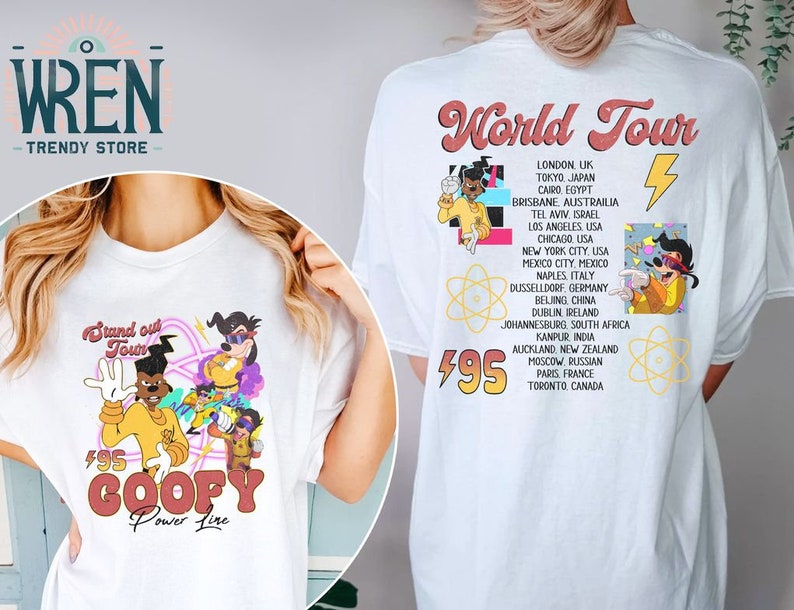 WREN
- TRENDY STORE -
Stand out
Tour
95
GOOFY
Power Line
World Tour
LONDON, UK
TOKYO, JAPAN
CAIRO, EGYPT
BRISBANE, AUSTRAILIA
TEL AVIV, ISRAEL
LOS ANGELES, USA
CHICAGO, USA
NEW YORK CITY, USA
MEXICO CITY, MEXICO
NAPLES, ITALY
DUSSELLDORF, GERMANY
BEIJING, CHINA
DUBLIN, IRELAND
JOHANNESBURG, SOUTH AFRICA
KANPUR, INDIA
AUCKLAND, NEW ZEALAND
MOSCOW, RUSSIAN
PARIS, FRANCE
TORONTO, CANADA
95